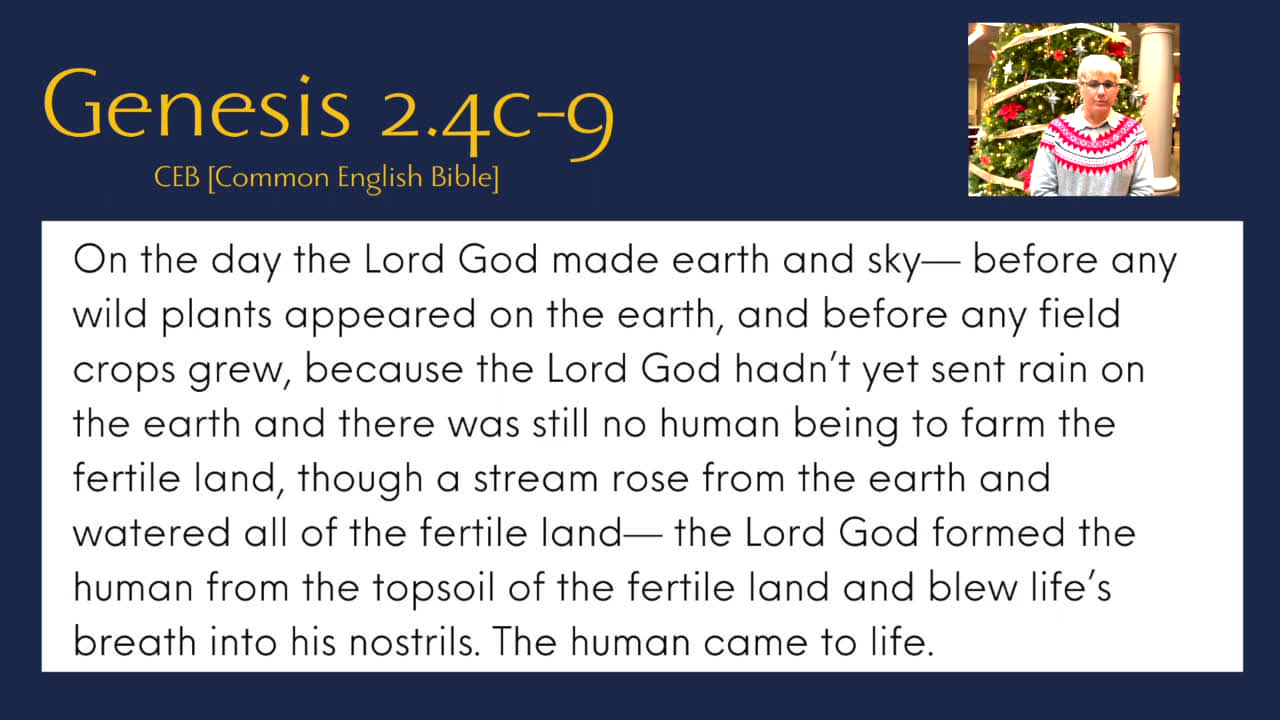 Genesis 2.4c-9
CEB [Common English Bible]
On the day the Lord God made earth and sky— before any
wild plants appeared on the earth, and before any field
crops grew, because the Lord God hadn’t yet sent rain on
the earth and there was still no human being to farm the
fertile land, though a stream rose from the earth and
watered all of the fertile land— the Lord God formed the
human from the topsoil of the fertile land and blew life’s
breath into his nostrils. The human came to life.